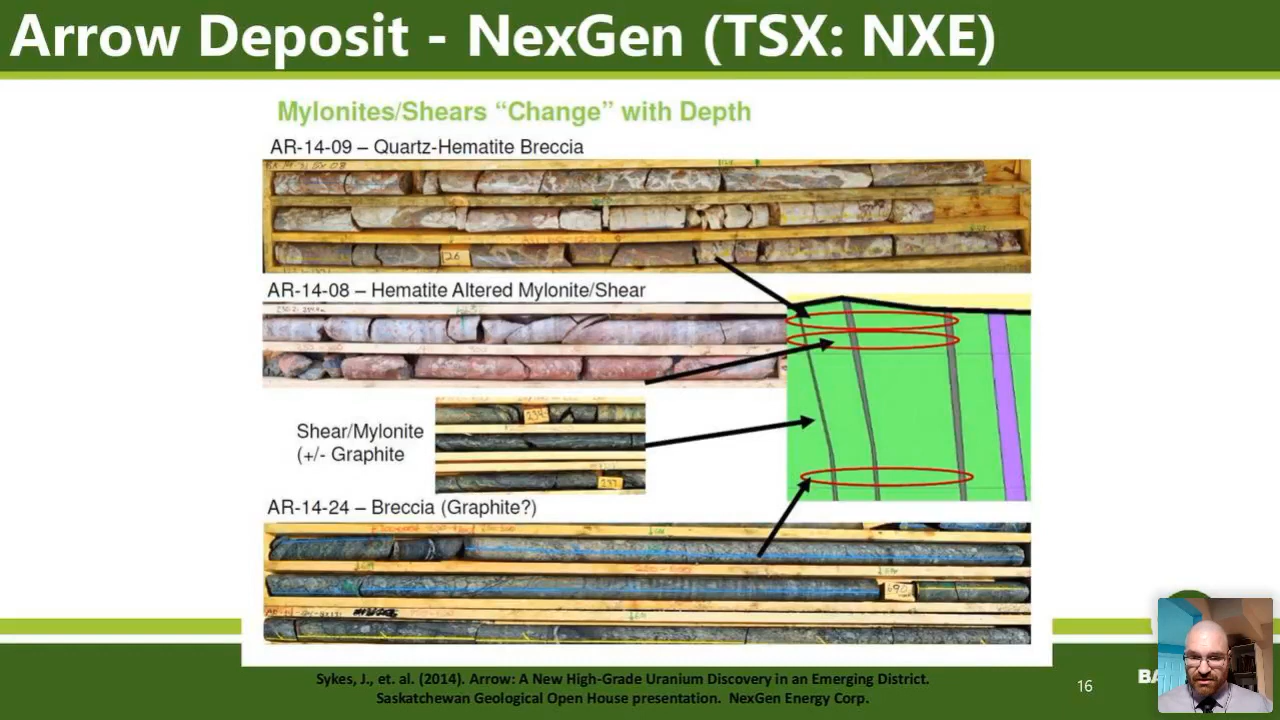 Arrow Deposit - NexGen (TSX: NXE)
Mylonites/Shears “Change” with Depth
AR-14-09 – Quartz-Hematite Breccia
126
AR-14-08 – Hematite Altered Mylonite/Shear
Shear/Mylonite
(+/- Graphite
AR-14-24 – Breccia (Graphite?)
690
Sykes, J., et. al. (2014). Arrow: A New High-Grade Uranium Discovery in an Emerging District.
Saskatchewan Geological Open House presentation. NexGen Energy Corp.
16